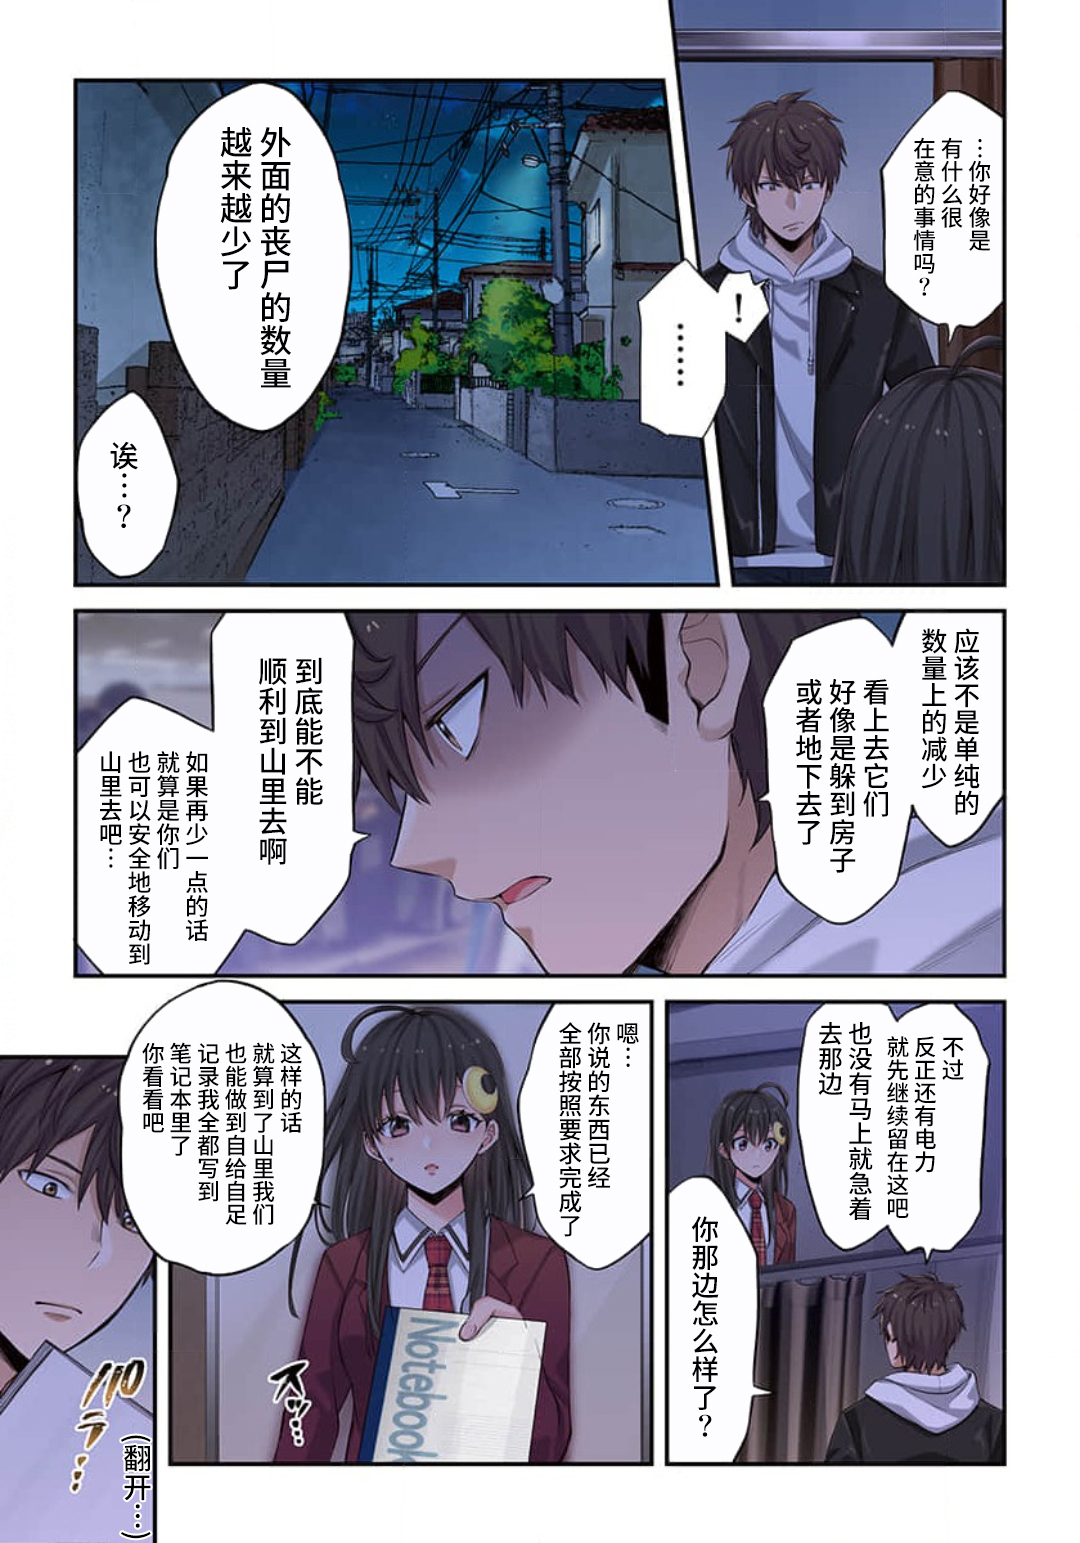 …你好像是
有什么很
在意的事情吗？
！
……
外面的丧尸的数量
越来越少了
诶…？
应该不是单纯的
数量上的减少
看上去它们
好像是躲到房子
或者地下去了
到底能不能
顺利到山里去啊
如果再少一点的话
就算是你们
也可以安全地移动到
山里去吧…
不过
反正还有电力
就先继续留在这吧
也没有马上就急着
去那边
你那边怎么样了？
嗯…
你说的东西已经
全部按照要求完成了
这样的话
就算到了山里我们
也能做到自给自足
记录我全都写到
笔记本里了
你看看吧
Notebook
スッ…
パラ…
（翻开…）